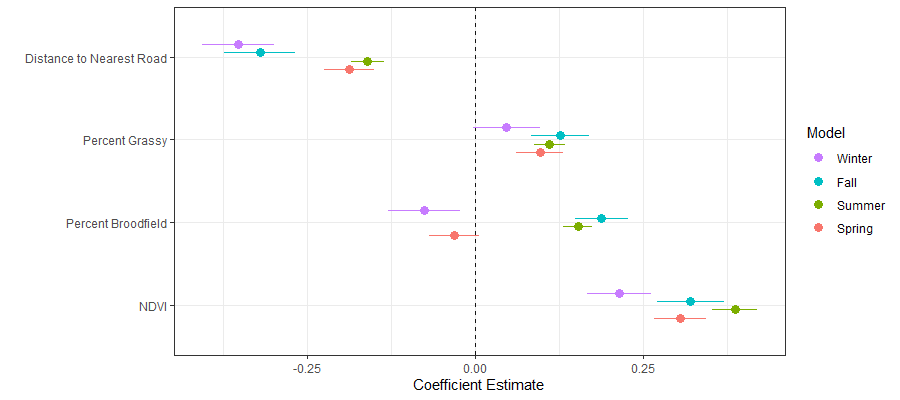 Distance to Nearest Road
Percent Grassy
Percent Broodfield
NDVI
-0.25
0.00
0.25
Coefficient Estimate
Model
Winter
Fall
Summer
Spring